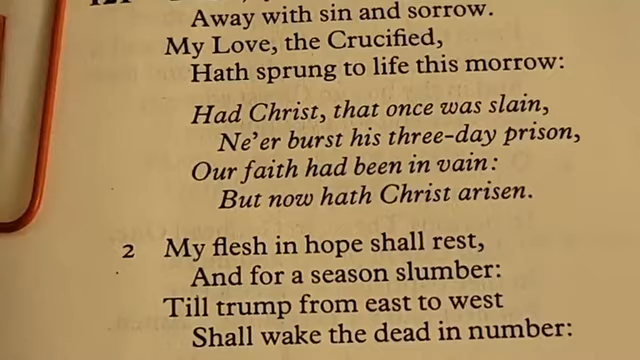 Away with sin and sorrow.
My Love, the Crucified,
Hath sprung to life this morrow:
Had Christ, that once was slain,
Ne'er burst his three-day prison,
Our faith had been in vain:
But now hath Christ arisen.
2 My flesh in hope shall rest,
And for a season slumber:
Till trump from east to west
Shall wake the dead in number: